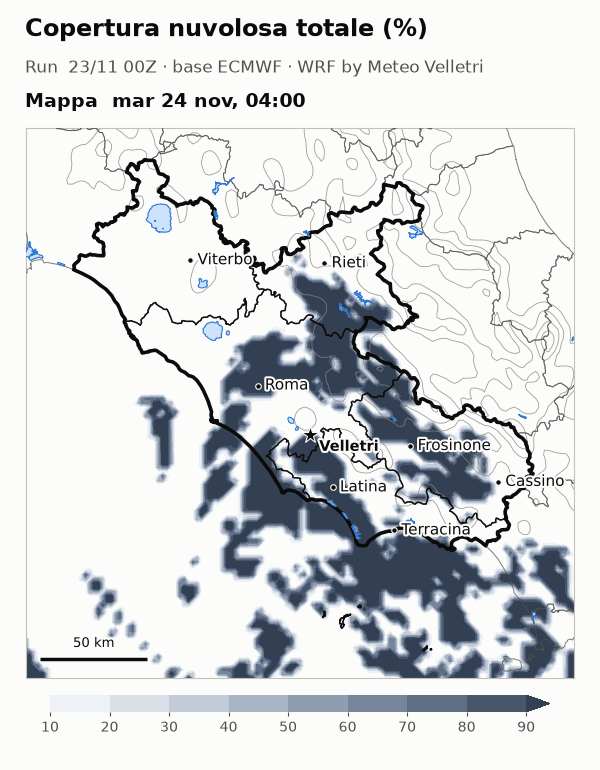 Copertura nuvolosa totale (%)
Run  23/11 00Z · base ECMWF · WRF by Meteo Velletri
Mappa  mar 24 nov, 04:00
Viterbo
Rieti
Roma
Velletri
Frosinone
Cassino
Latina
Terracina
50 km
10 20 30 40 50 60 70 80 90